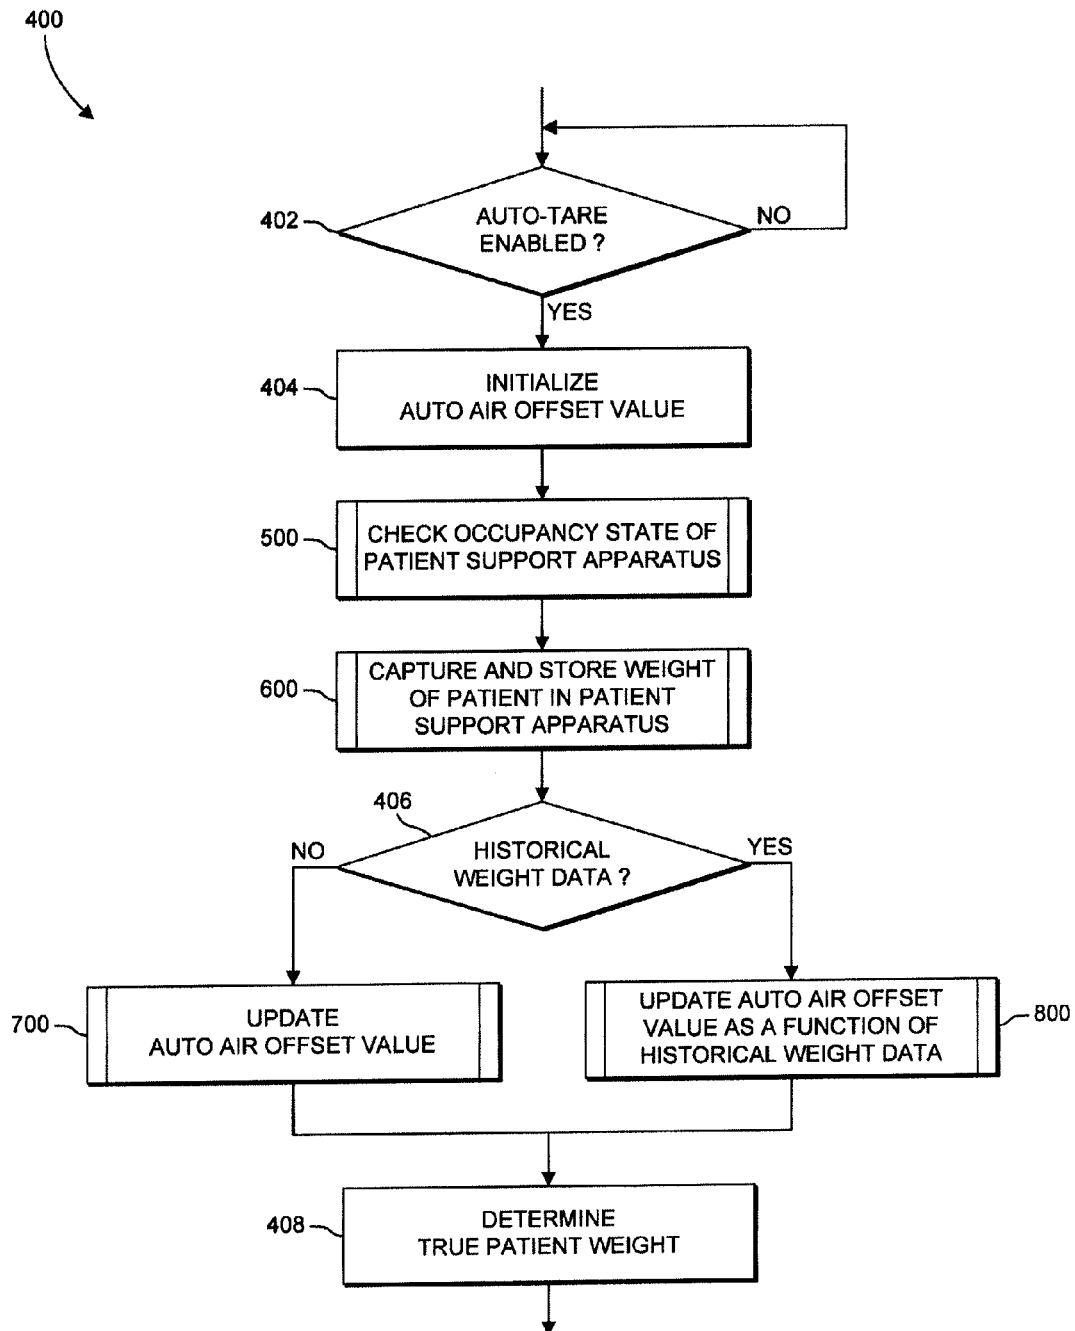 400
402
AUTO-TARE
ENABLED ?
NO
YES
404
INITIALIZE
AUTO AIR OFFSET VALUE
500
CHECK OCCUPANCY STATE OF
PATIENT SUPPORT APPARATUS
600
CAPTURE AND STORE WEIGHT
OF PATIENT IN PATIENT
SUPPORT APPARATUS
406
NO
HISTORICAL
WEIGHT DATA ?
YES
700
UPDATE
AUTO AIR OFFSET VALUE
UPDATE AUTO AIR OFFSET
VALUE AS A FUNCTION OF
HISTORICAL WEIGHT DATA
800
408
DETERMINE
TRUE PATIENT WEIGHT